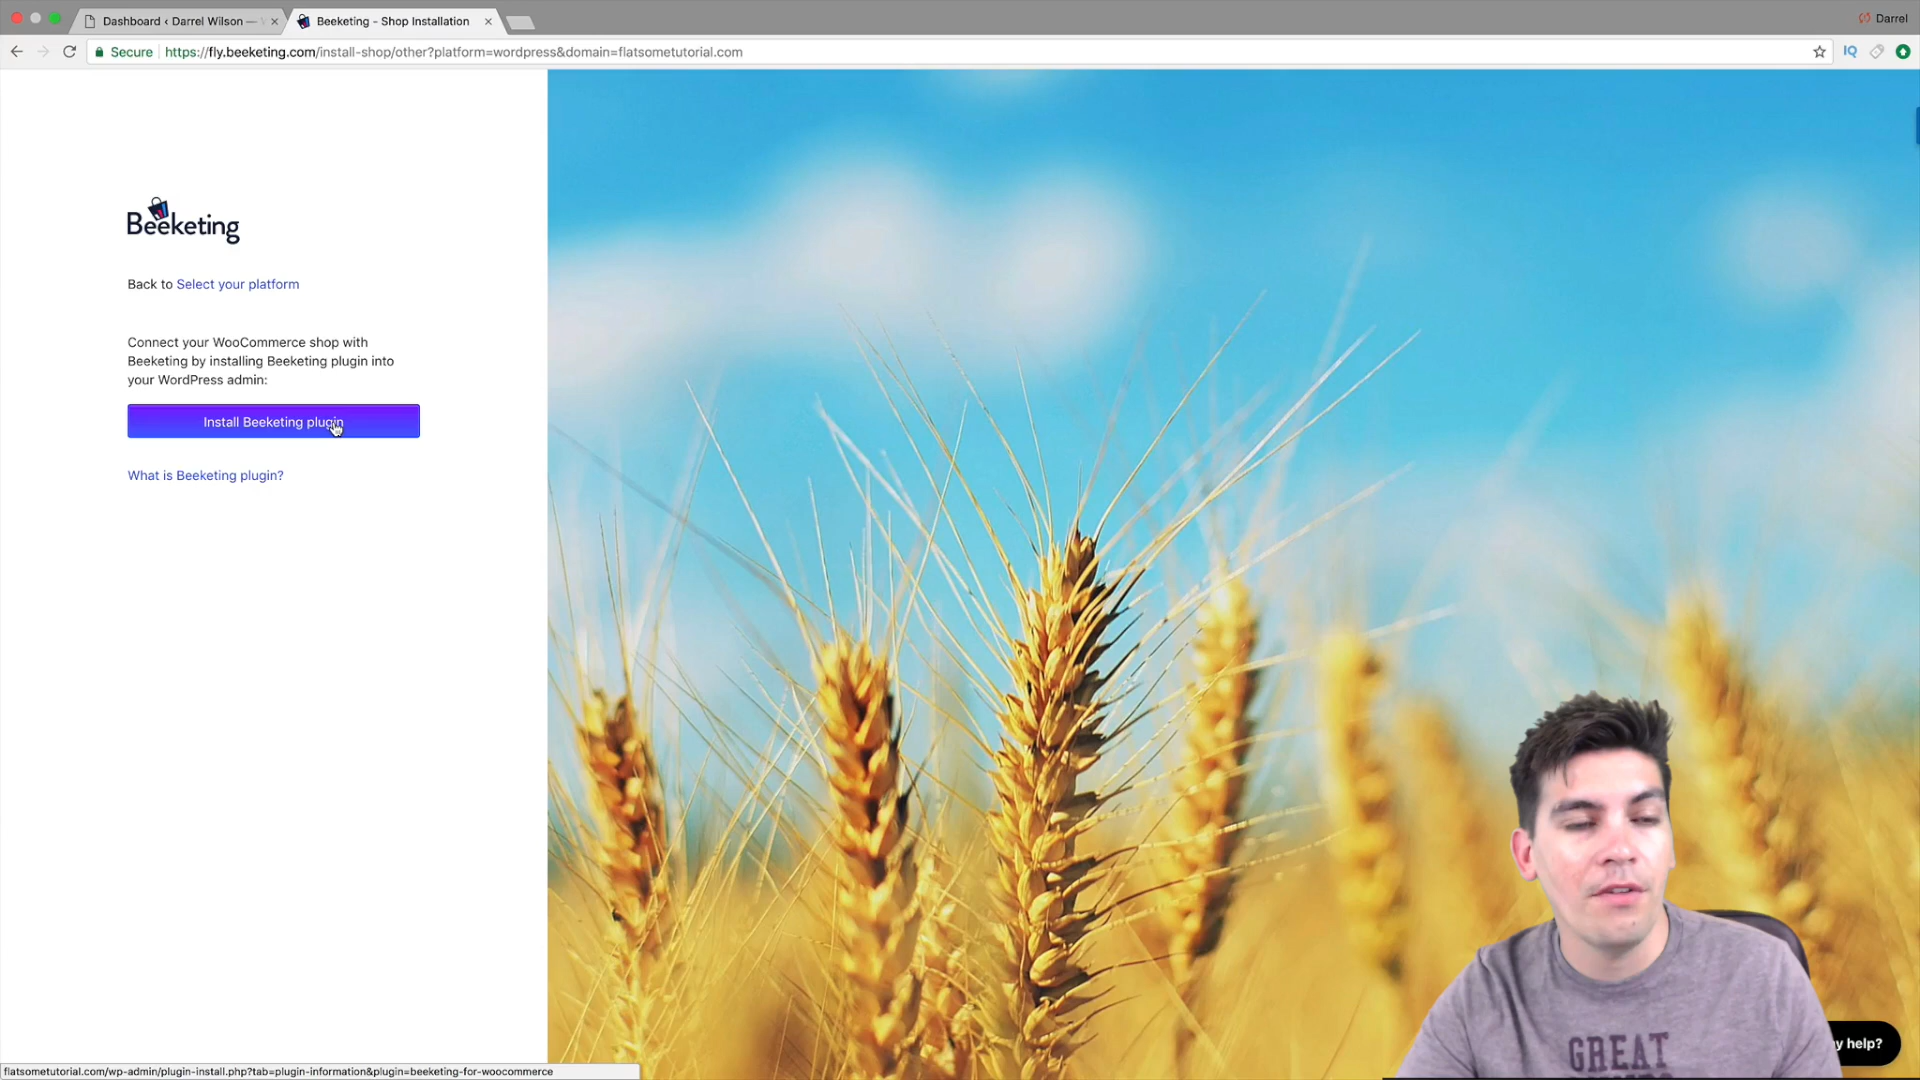 Dashboard ‹ Darrel Wilson —
Beeketing - Shop Installation
Darrel
Secure
https://fly.beeketing.com/install-shop/other?platform=wordpress&domain=flatsometutorial.com
IQ
Beeketing
Back to Select your platform
Connect your WooCommerce shop with
Beeketing by installing Beeketing plugin into
your WordPress admin:
Install Beeketing plugin
What is Beeketing plugin?
help?
GREAT
flatsometutorial.com/wp-admin/plugin-install.php?tab=plugin-information&plugin=beeketing-for-woocommerce